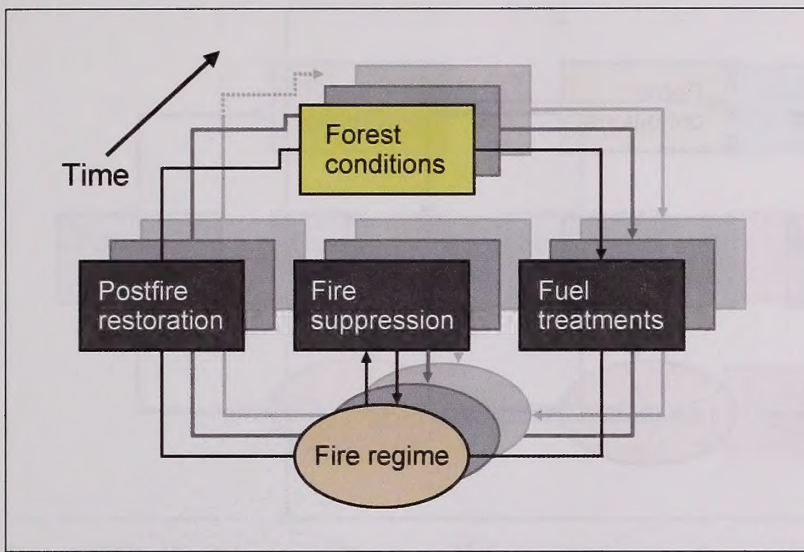 Time
Forest
conditions
Postfire
restoration
Fire
suppression
Fuel
treatments
Fire regime